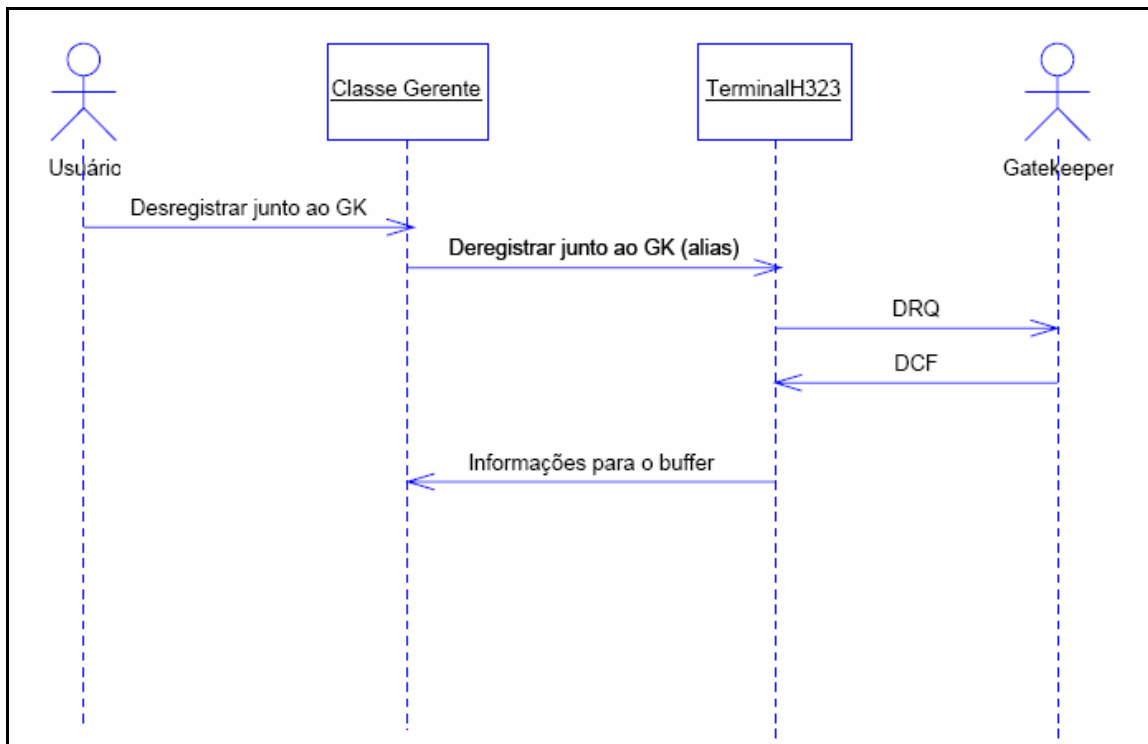 Classe Gerente
TerminalH323
Usuário
Gatekeeper
Desregistrar junto ao GK
Deregistrar junto ao GK (alias)
DRQ
DCF
Informações para o buffer